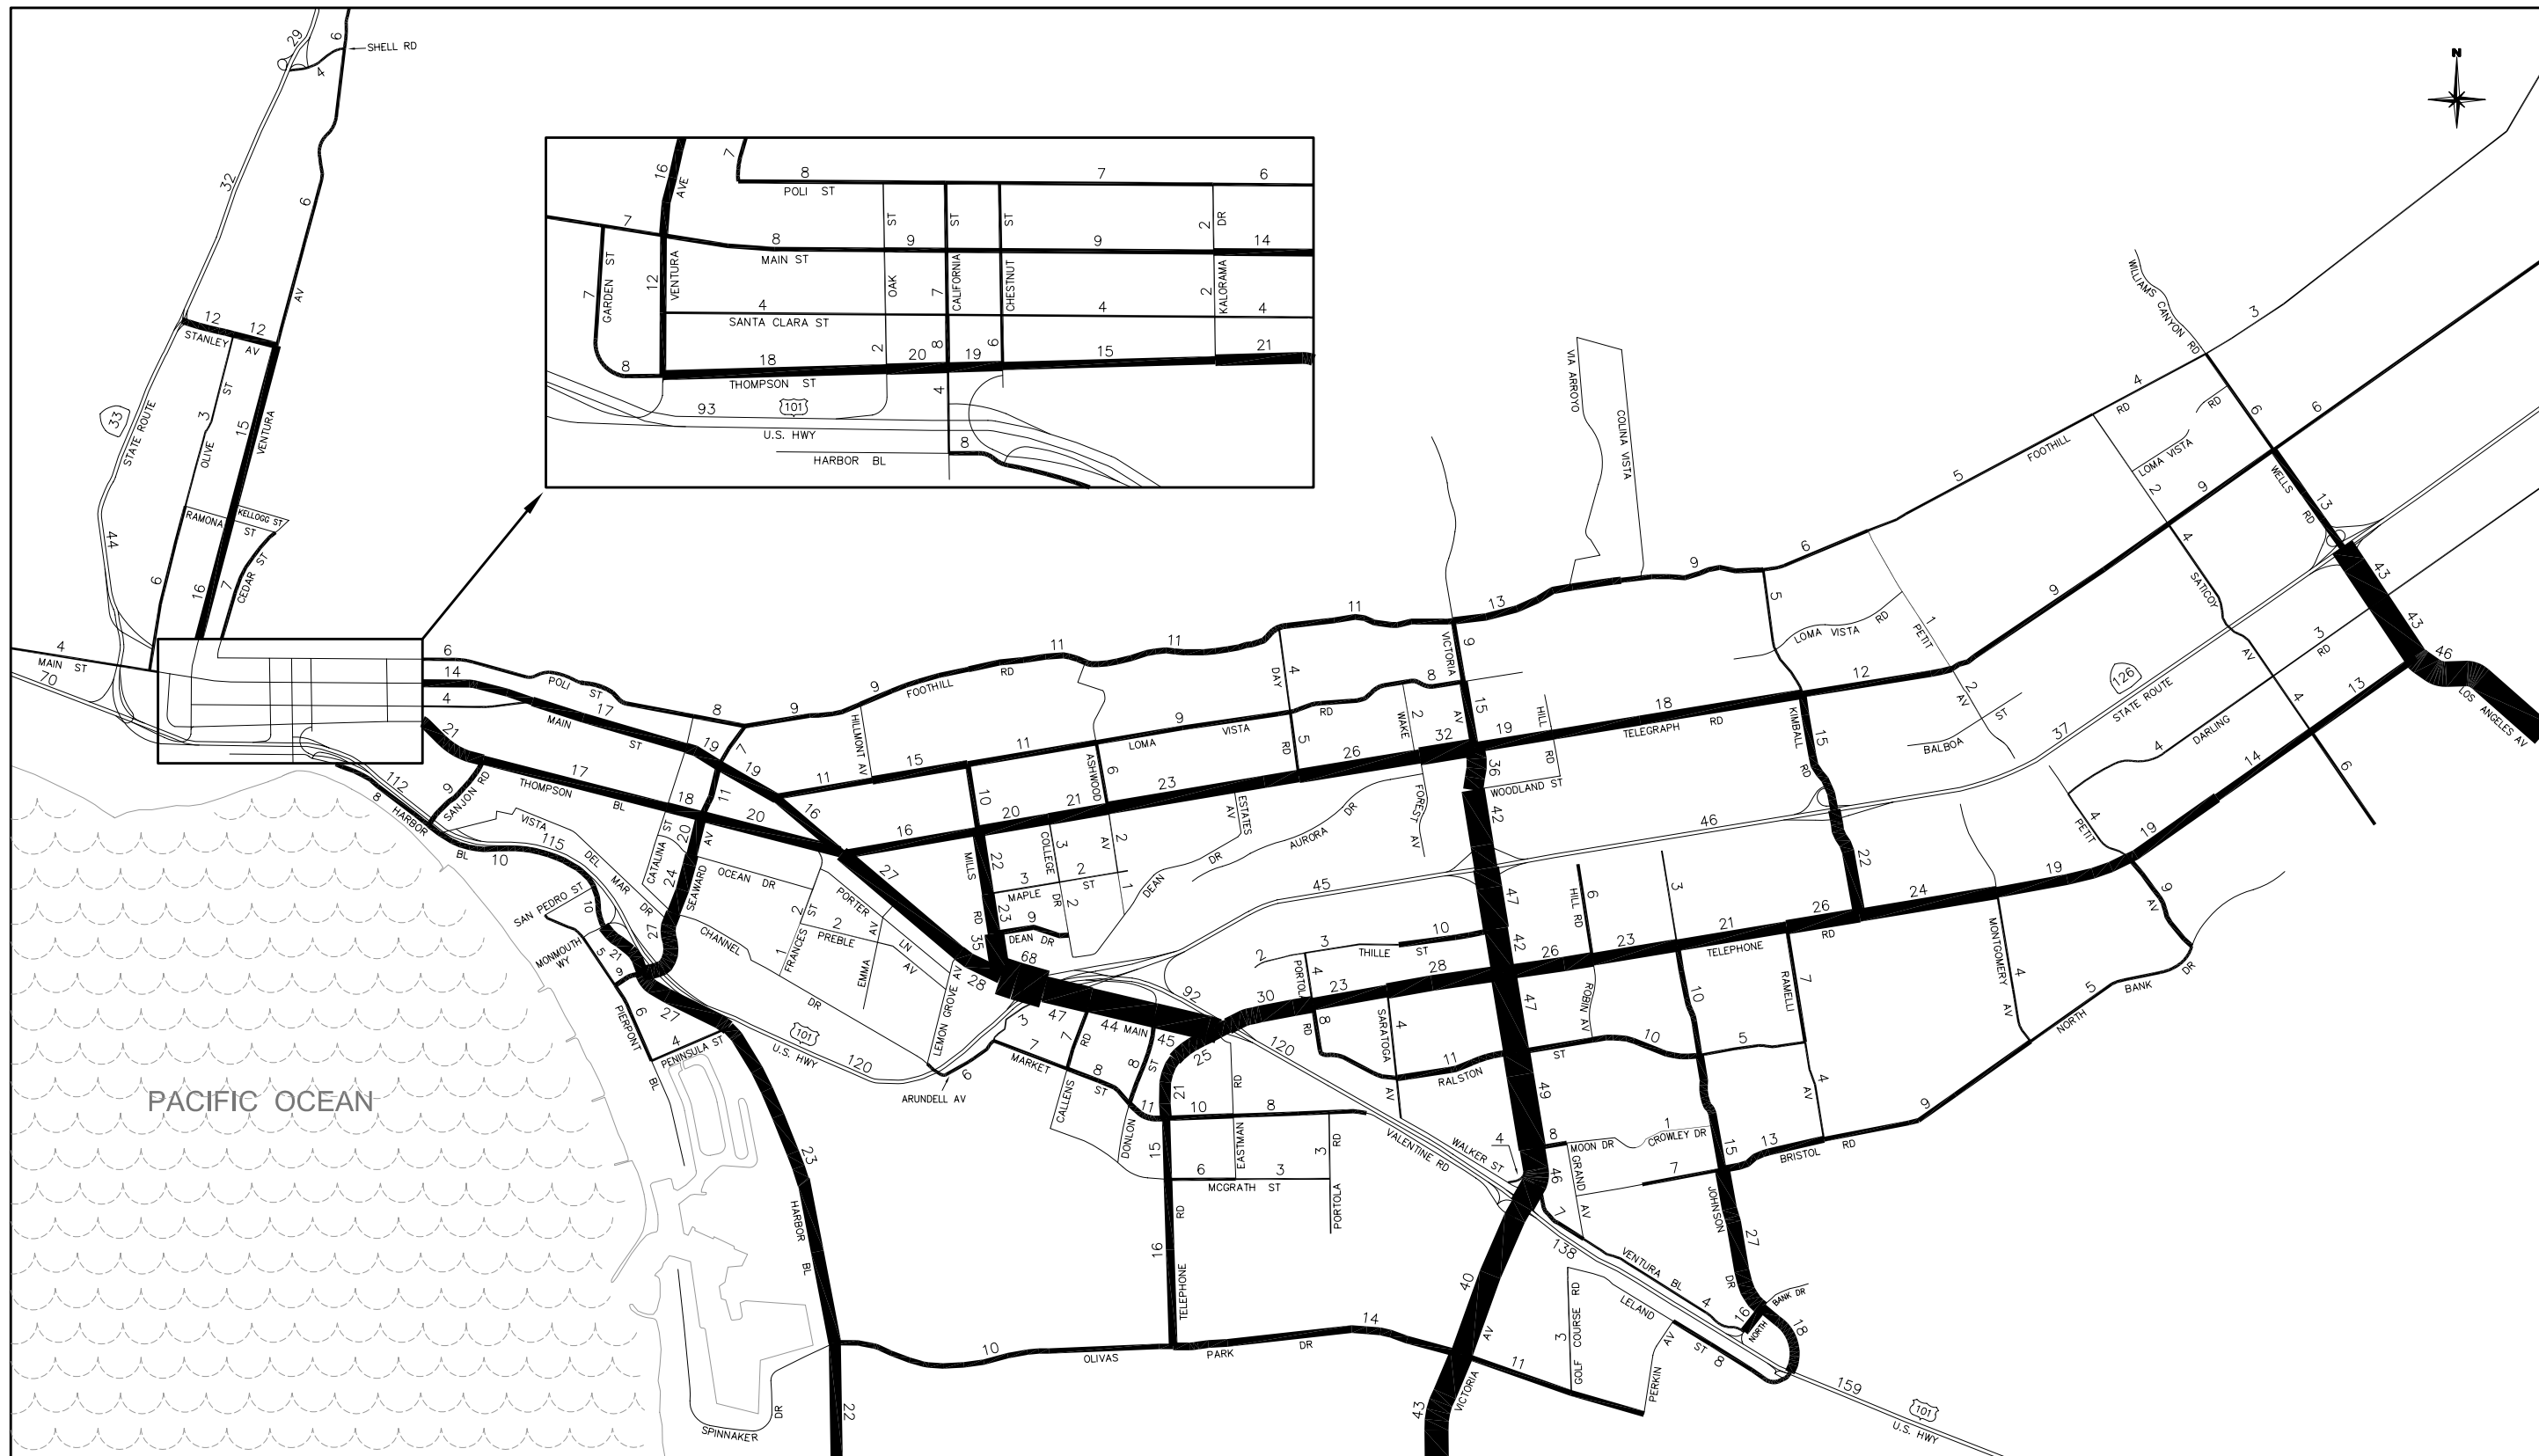 N
29
6
SHELL RD
4
32
6
12
12
STANLEY AV
AV
33
STATE ROUTE
OLIVE
3
ST
15
VENTURA
44
RAMONA ST
KELLOGG ST
6
16
7
CEDAR ST
4
MAIN ST
70
16
AVE
7
8
POLI ST
7
6
7
GARDEN ST
7
8
MAIN ST
9
9
14
ST
ST
ST
2
DR
12
VENTURA
OAK
7
CALIFORNIA
CHESTNUT
2
KALORAMA
4
SANTA CLARA ST
4
4
8
18
THOMPSON ST
2
20
8
19
6
15
21
93
101
U.S. HWY
4
8
HARBOR BL
6
14
4
21
POLI ST
MAIN ST
17
8
19
19
7
17
THOMPSON BL
18
20
11
112
8
HARBOR BL
9
SANJON RD
10
VISTA DEL MAR DR
115
CATALINA ST
20
24
SEAWARD AV
27
OCEAN DR
SAN PEDRO ST
10
MONMOUTH WY
5
21
9
6
PIERPONT BL
27
4
PENINSULA ST
CHANNEL DR
1
FRANCES ST
2
2
PREBLE AV
PORTER LN
EMMA AV
LEMON GROVE AV
101
U.S. HWY
120
ARUNDELL AV
6
PACIFIC OCEAN
23
HARBOR BL
22
SPINNAKER DR
9
9
FOOTHILL RD
11
11
11
13
9
6
5
FOOTHILL RD
4
3
HILLMONT AV
11
15
11
LOMA VISTA RD
9
8
16
16
20
21
23
26
32
19
18
TELEGRAPH RD
12
9
9
6
10
ASHWOOD AV
6
2
1
DAY RD
4
5
WAKE
2
FOREST AV
VICTORIA AV
9
15
36
42
47
42
47
49
46
HILL RD
WOODLAND ST
VIA ARROYO
COLINA VISTA
27
28
MILLS RD
22
23
35
68
COLLEGE DR
3
2
3
MAPLE ST
2
9
DEAN DR
DEAN DR
ESTATES AV
AURORA DR
47
44
MAIN
45
ST
8
7
CALLENS RD
DONLON
3
7
MARKET ST
8
11
25
21
92
30
23
28
26
23
21
TELEPHONE RD
26
24
19
19
14
13
45
46
37
STATE ROUTE
126
2
3
THILLE ST
10
PORTOLA RD
4
8
SARATOGA AV
4
11
RALSTON ST
10
5
HILL RD
6
ROBIN AV
3
10
15
27
JOHNSON DR
RAMELLI AV
7
4
KIMBALL RD
5
15
22
LOMA VISTA RD
PETIT AV
1
2
BALBOA ST
MONTGOMERY AV
4
PETIT AV
4
9
5
NORTH BANK DR
9
13
BRISTOL RD
7
1
CROWLEY DR
8
MOON DR
GRAND AV
4
WALKER ST
120
VALENTINE RD
10
8
EASTMAN RD
15
6
3
MCGRATH ST
3
PORTOLA RD
16
TELEPHONE RD
10
OLIVAS PARK DR
14
11
40
VICTORIA AV
43
7
138
VENTURA BL
4
3
GOLF COURSE RD
LELAND ST
8
PERKIN AV
16
NORTH BANK DR
18
159
101
U.S. HWY
WILLIAMS CANYON RD
LOMA VISTA RD
6
WELLS RD
13
43
43
46
LOS ANGELES AV
2
4
SATICOY AV
4
6
4
DARLING RD
3